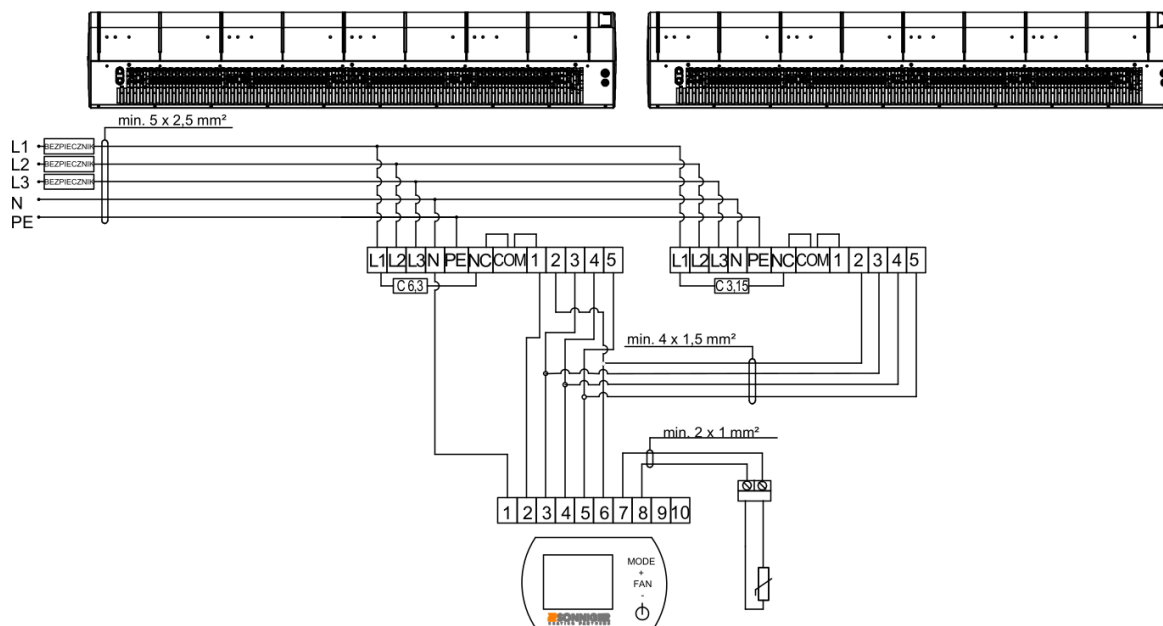 min. 5 x 2,5 mm²
L1 BEZPIECZNIK
L2 BEZPIECZNIK
L3 BEZPIECZNIK
N
PE
L1 L2 L3 N PE NC COM 1 2 3 4 5
L1 L2 L3 N PE NC COM 1 2 3 4 5
C 6,3
C 3,15
min. 4 x 1,5 mm²
min. 2 x 1 mm²
1 2 3 4 5 6 7 8 9 10
MODE
+
FAN
-
SONNIGER